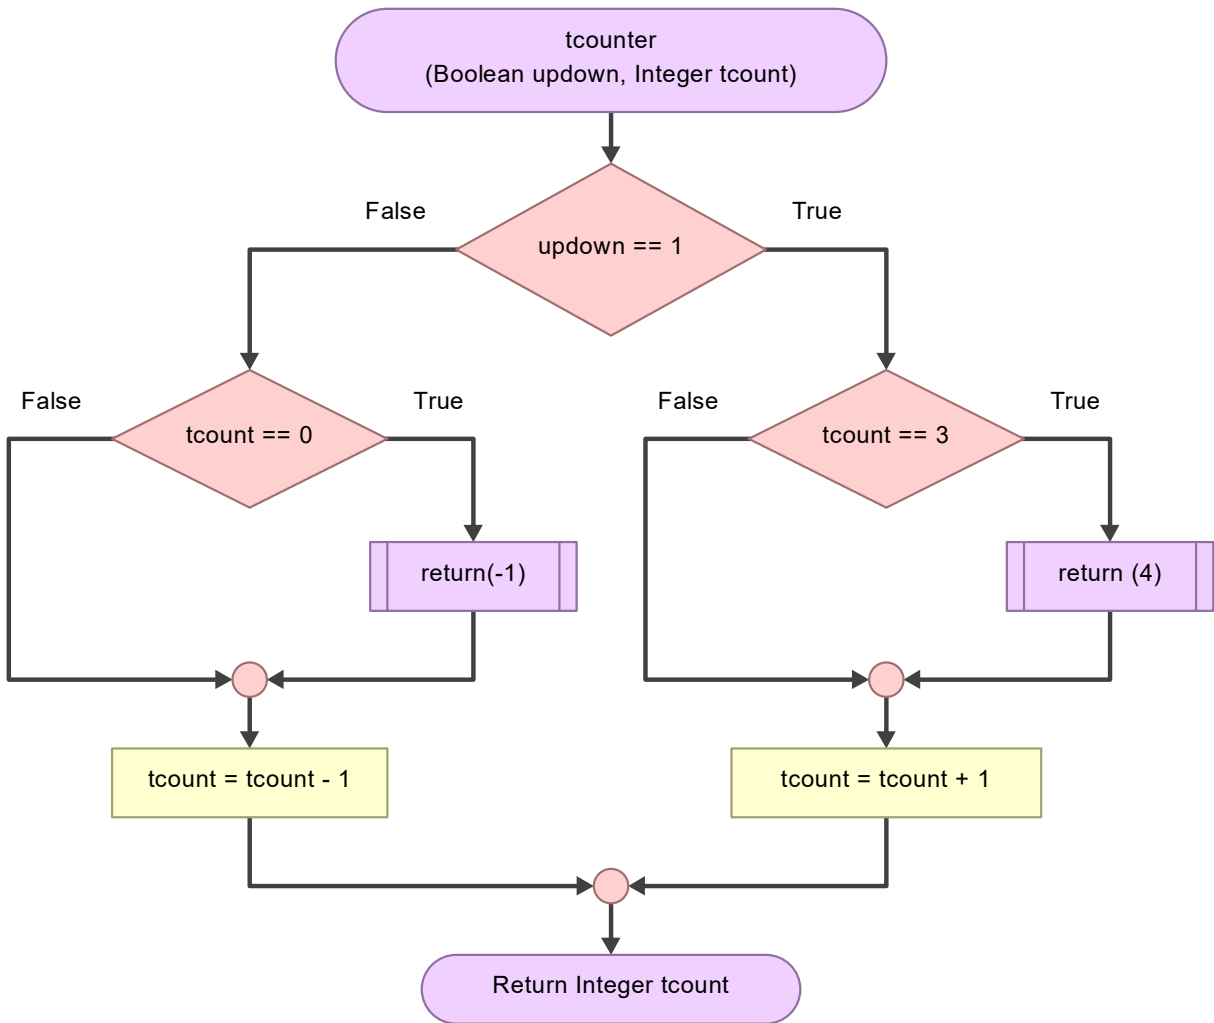 tcounter
(Boolean updown, Integer tcount)
False
True
updown == 1
False
True
False
True
tcount == 0
tcount == 3
return(-1)
return (4)
tcount = tcount - 1
tcount = tcount + 1
Return Integer tcount